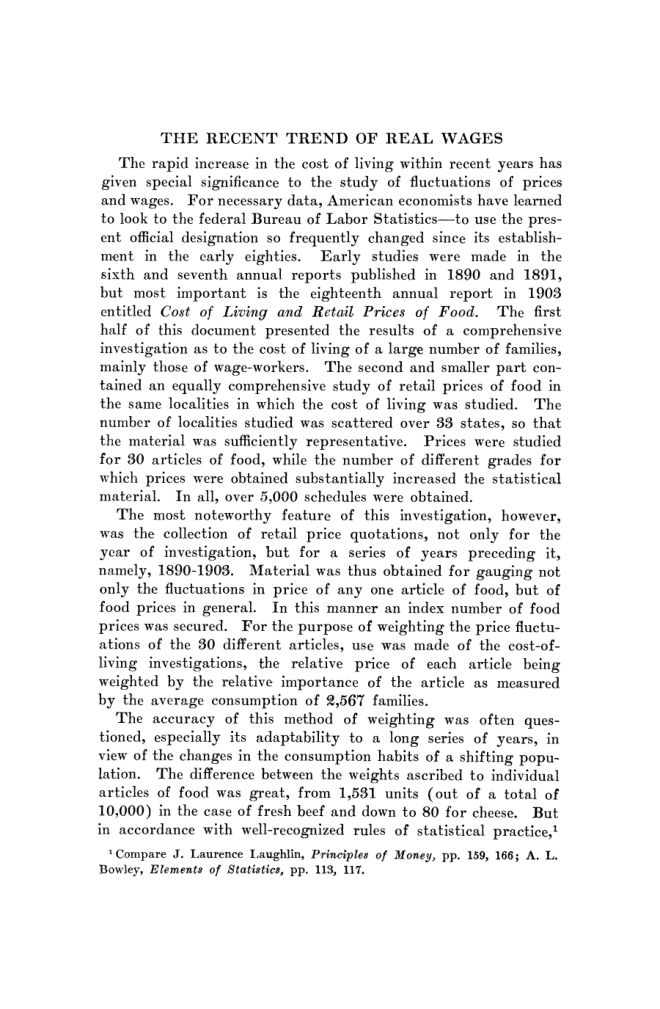 THE RECENT TREND OF REAL WAGES
The rapid increase in the cost of living within recent years has
given special significance to the study of fluctuations of prices
and wages. For necessary data, American economists have learned
to look to the federal Bureau of Labor Statistics—to use the pres-
ent official designation so frequently changed since its establish-
ment in the early eighties. Early studies were made in the
sixth and seventh annual reports published in 1890 and 1891,
but most important is the eighteenth annual report in 1903
entitled Cost of Living and Retail Prices of Food. The first
half of this document presented the results of a comprehensive
investigation as to the cost of living of a large number of families,
mainly those of wage-workers. The second and smaller part con-
tained an equally comprehensive study of retail prices of food in
the same localities in which the cost of living was studied. The
number of localities studied was scattered over 33 states, so that
the material was sufficiently representative. Prices were studied
for 30 articles of food, while the number of different grades for
which prices were obtained substantially increased the statistical
material. In all, over 5,000 schedules were obtained.
The most noteworthy feature of this investigation, however,
was the collection of retail price quotations, not only for the
year of investigation, but for a series of years preceding it,
namely, 1890-1903. Material was thus obtained for gauging not
only the fluctuations in price of any one article of food, but of
food prices in general. In this manner an index number of food
prices was secured. For the purpose of weighting the price fluctu-
ations of the 30 different articles, use was made of the cost-of-
living investigations, the relative price of each article being
weighted by the relative importance of the article as measured
by the average consumption of 2,567 families.
The accuracy of this method of weighting was often ques-
tioned, especially its adaptability to a long series of years, in
view of the changes in the consumption habits of a shifting popu-
lation. The difference between the weights ascribed to individual
articles of food was great, from 1,531 units (out of a total of
10,000) in the case of fresh beef and down to 80 for cheese. But
in accordance with well-recognized rules of statistical practice,¹
¹ Compare J. Laurence Laughlin, Principles of Money, pp. 159, 166; A. L.
Bowley, Elements of Statistics, pp. 113, 117.